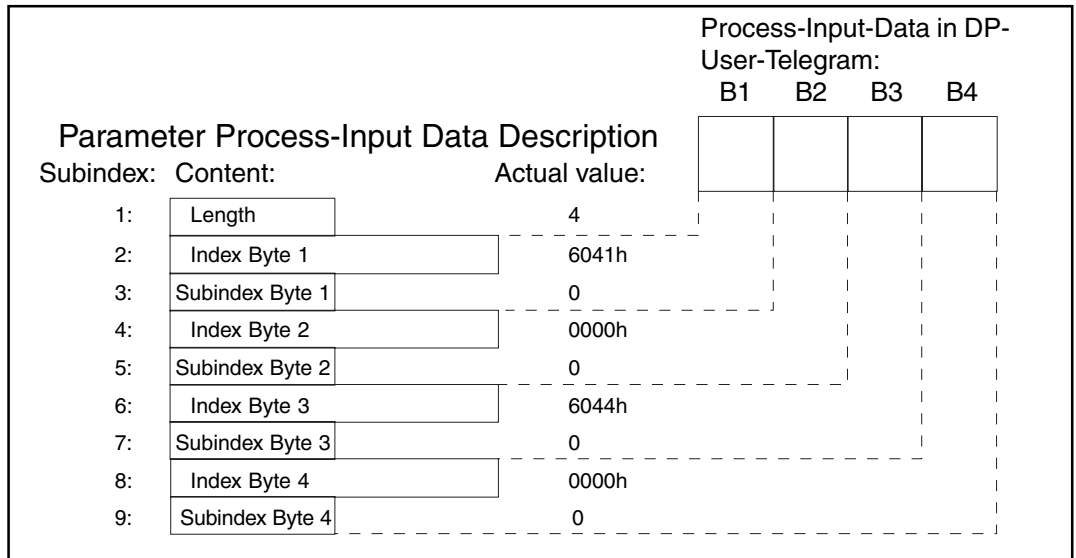 Process-Input-Data in DP-
User-Telegram:
B1 B2 B3 B4
Parameter Process-Input Data Description
Subindex: Content: Actual value:
1: Length 4
2: Index Byte 1 6041h
3: Subindex Byte 1 0
4: Index Byte 2 0000h
5: Subindex Byte 2 0
6: Index Byte 3 6044h
7: Subindex Byte 3 0
8: Index Byte 4 0000h
9: Subindex Byte 4 0